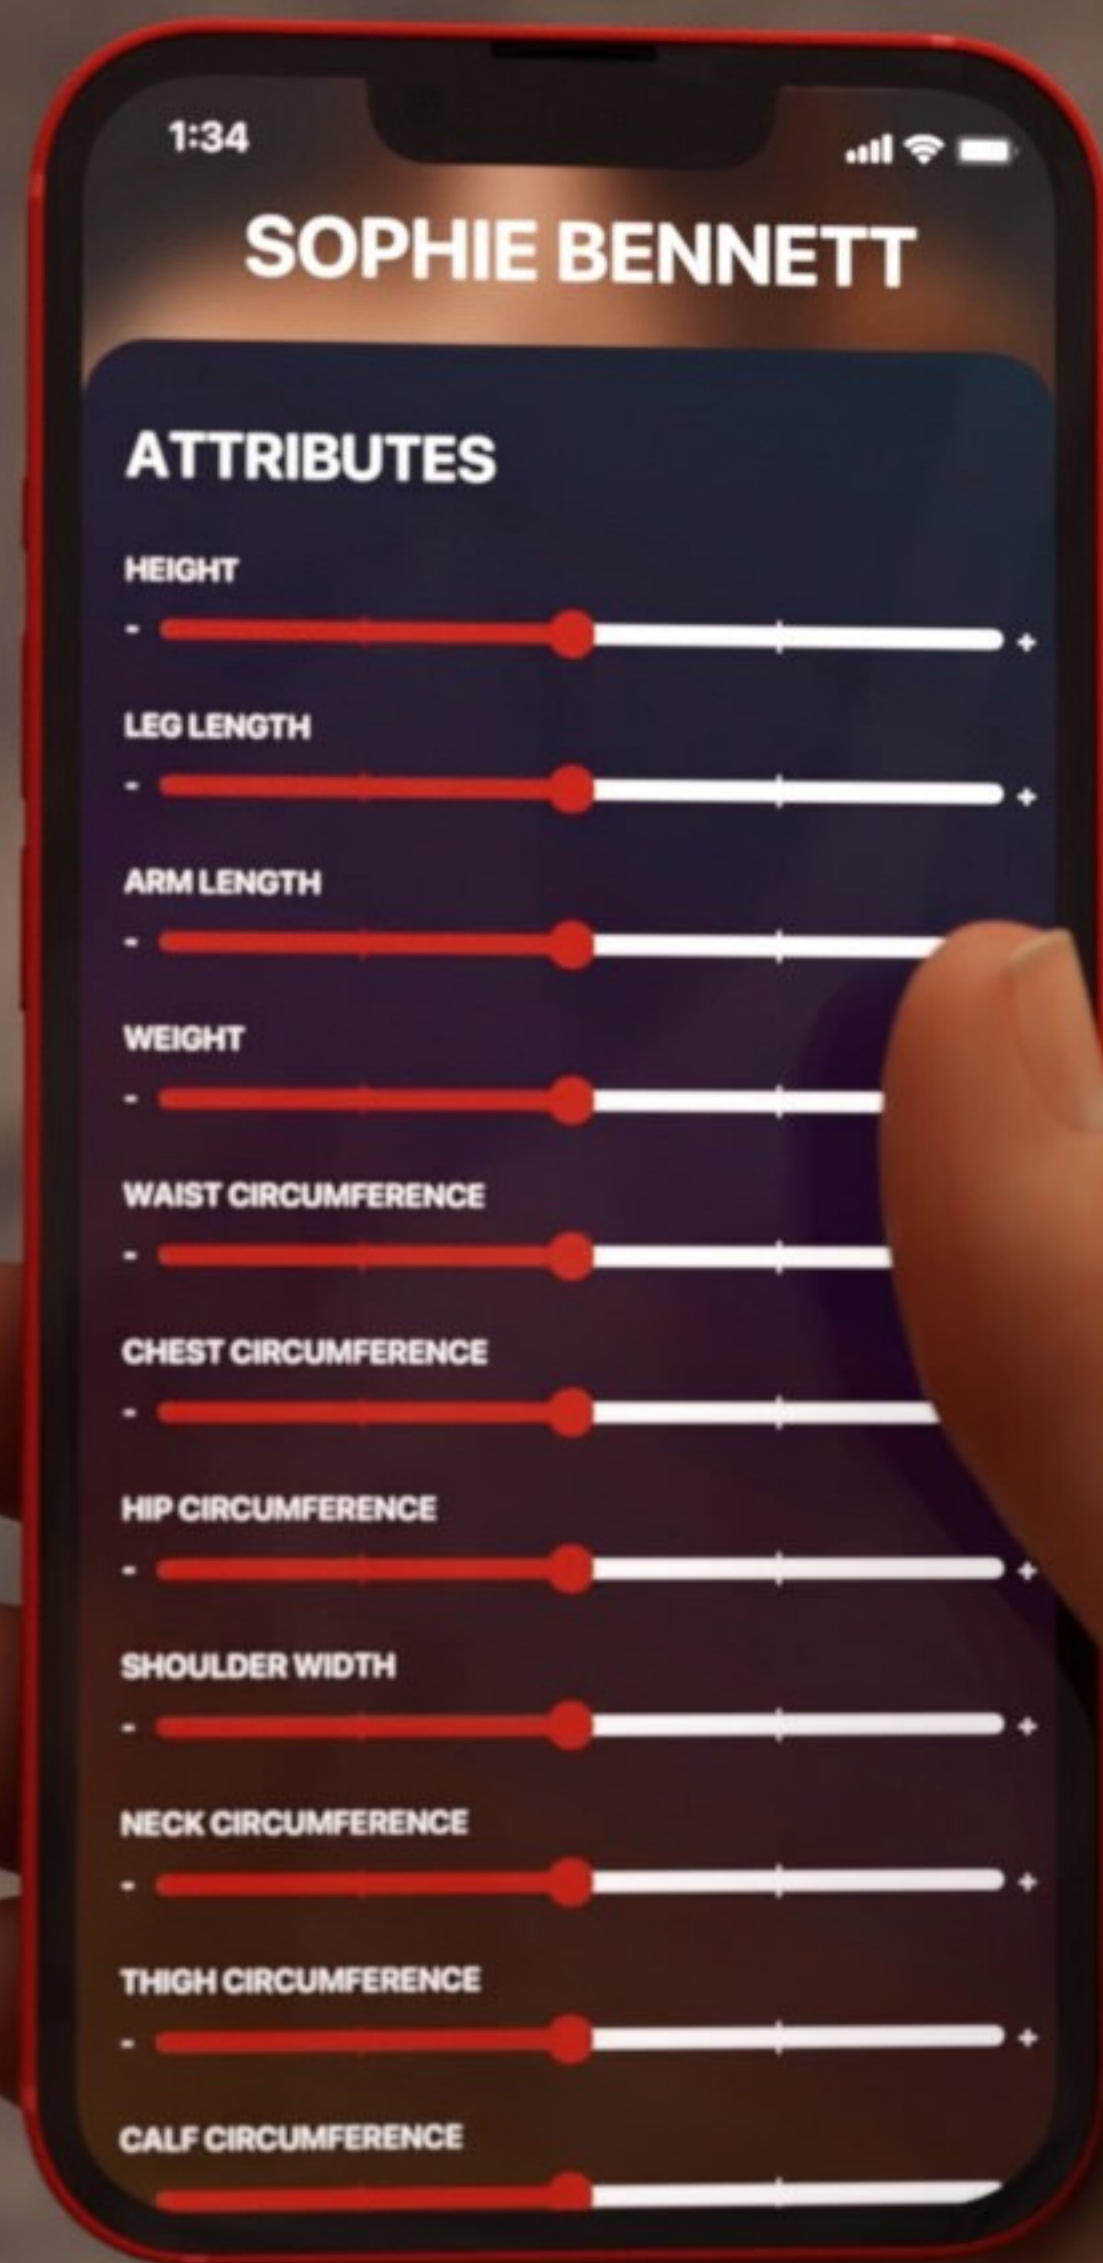 1:34
SOPHIE BENNETT
ATTRIBUTES
HEIGHT
- +
LEG LENGTH
- +
ARM LENGTH
-
WEIGHT
-
WAIST CIRCUMFERENCE
-
CHEST CIRCUMFERENCE
-
HIP CIRCUMFERENCE
- +
SHOULDER WIDTH
- +
NECK CIRCUMFERENCE
- +
THIGH CIRCUMFERENCE
- +
CALF CIRCUMFERENCE